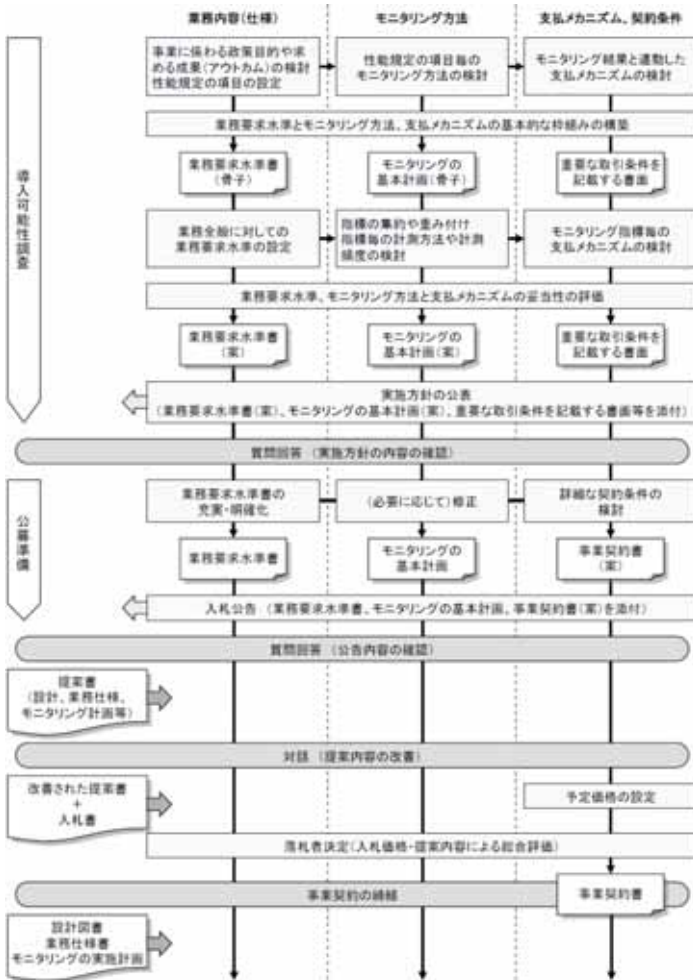 業務内容(仕様)
モニタリング方法
支払メカニズム、契約条件
事業に係わる政策目的や求
める成果(アウトカム)の検討
性能規定の項目の設定
性能規定の項目毎の
モニタリング方法の検討
モニタリング結果と連動した
支払メカニズムの検討
業務要求水準とモニタリング方法、支払メカニズムの基本的な枠組みの構築
業務要求水準書
(骨子)
モニタリングの
基本計画(骨子)
重要な取引条件を
記載する書面
導入可能性調査
業務全般に対しての
業務要求水準の設定
指標の集約や重み付け
指標毎の計測方法や計測
頻度の検討
モニタリング指標毎の
支払メカニズムの検討
業務要求水準、モニタリング方法と支払メカニズムの妥当性の評価
業務要求水準書
(案)
モニタリングの
基本計画(案)
重要な取引条件を
記載する書面
実施方針の公表
(業務要求水準書(案)、モニタリングの基本計画(案)、重要な取引条件を記載する書面等を添付)
質問回答 (実施方針の内容の確認)
公募準備
業務要求水準書の
充実・明確化
(必要に応じて)修正
詳細な契約条件の
検討
業務要求水準書
モニタリングの
基本計画
事業契約書
(案)
入札公告 (業務要求水準書、モニタリングの基本計画、事業契約書(案)を添付)
質問回答 (公告内容の確認)
提案書
(設計、業務仕様、
モニタリング計画等)
対話 (提案内容の改善)
改善された提案書
+
入札書
予定価格の設定
落札者決定(入札価格・提案内容による総合評価)
事業契約の締結
事業契約書
設計図書
業務仕様書
モニタリングの実施計画